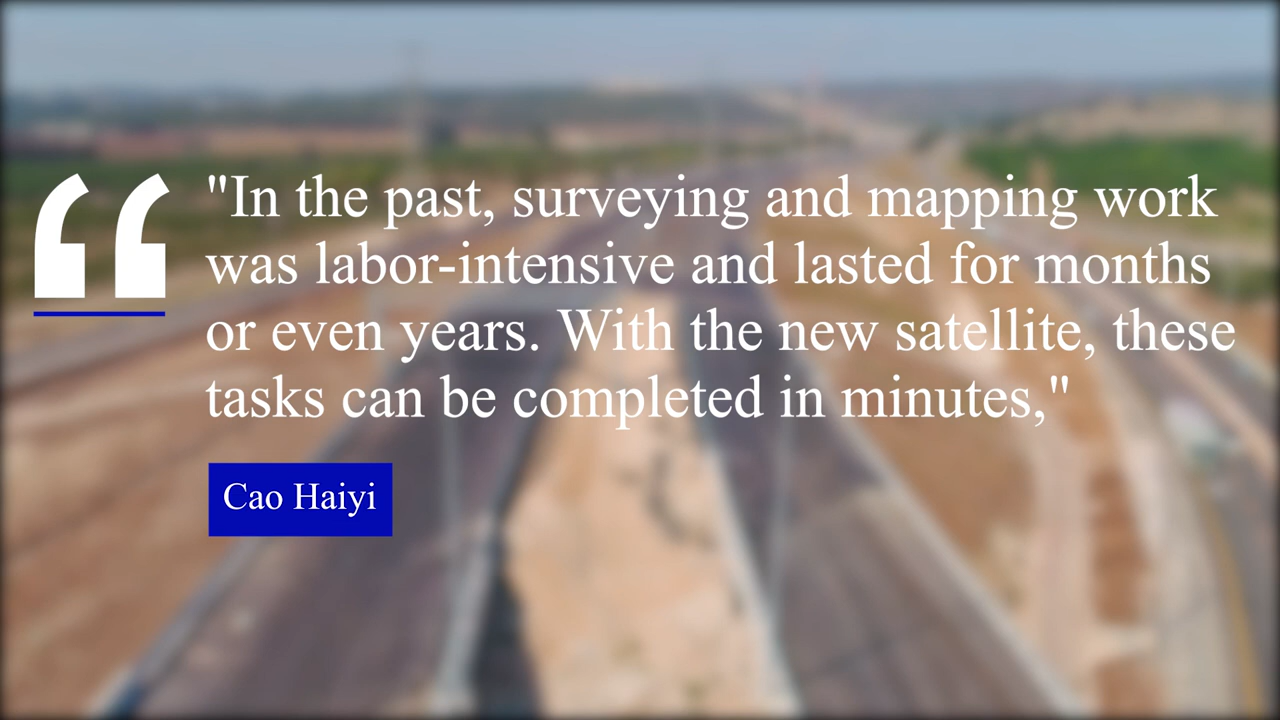 "In the past, surveying and mapping work
was labor-intensive and lasted for months
or even years. With the new satellite, these
tasks can be completed in minutes,"
Cao Haiyi